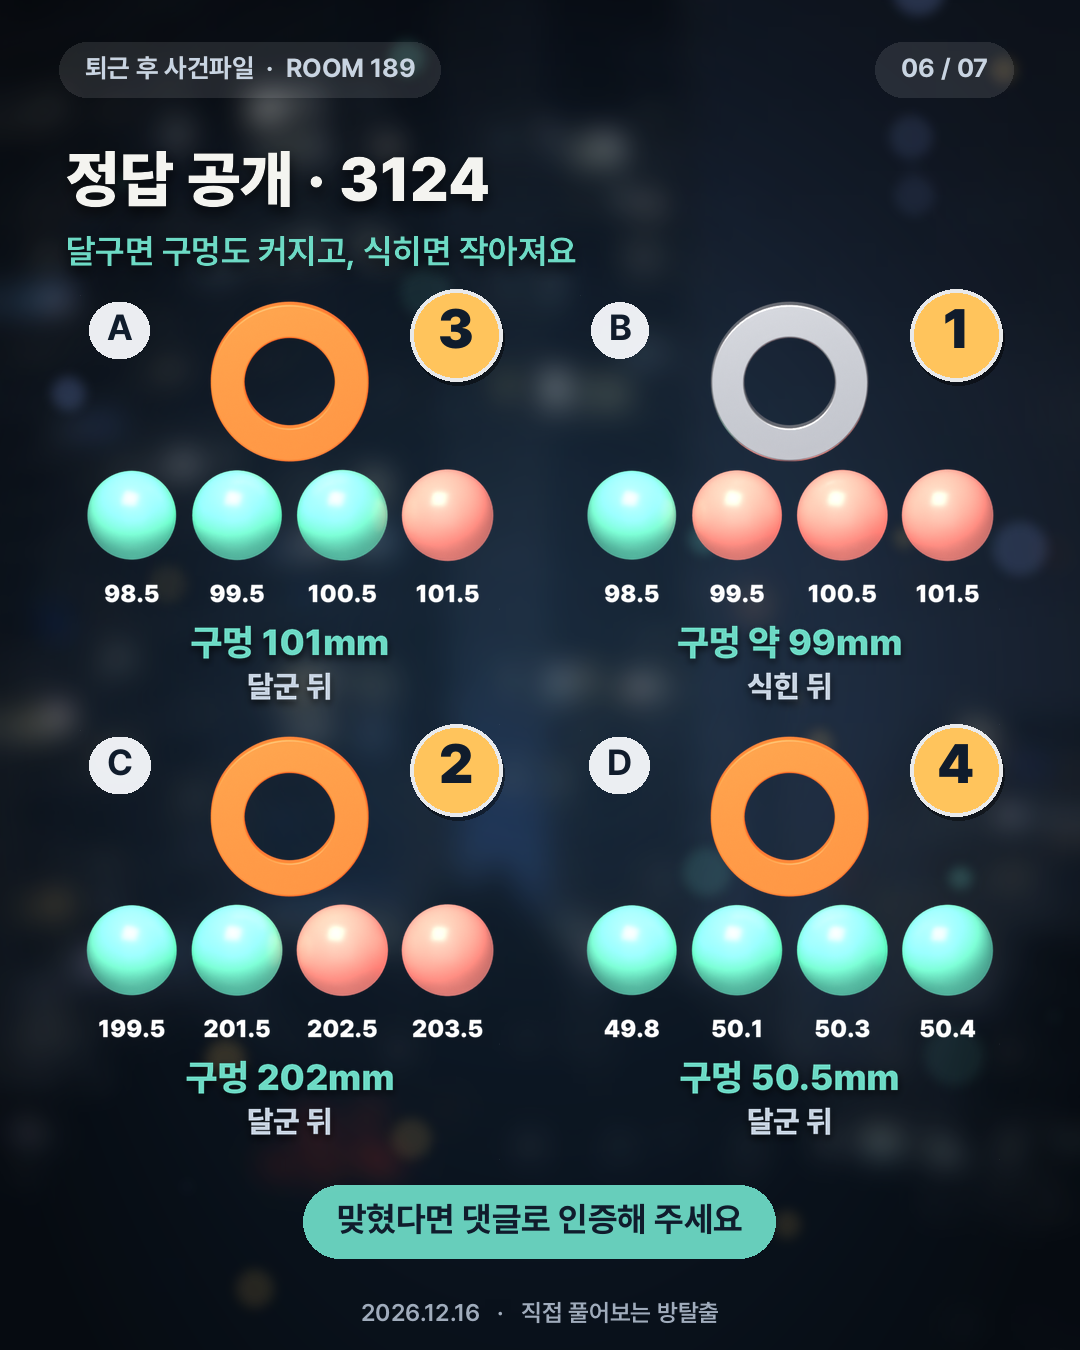 퇴근 후 사건파일 · ROOM 189
06 / 07
정답 공개 · 3124
달구면 구멍도 커지고, 식히면 작아져요
A
3
98.5 99.5 100.5 101.5
구멍 101mm
달군 뒤
B
1
98.5 99.5 100.5 101.5
구멍 약 99mm
식힌 뒤
C
2
199.5 201.5 202.5 203.5
구멍 202mm
달군 뒤
D
4
49.8 50.1 50.3 50.4
구멍 50.5mm
달군 뒤
맞혔다면 댓글로 인증해 주세요
2026.12.16 · 직접 풀어보는 방탈출